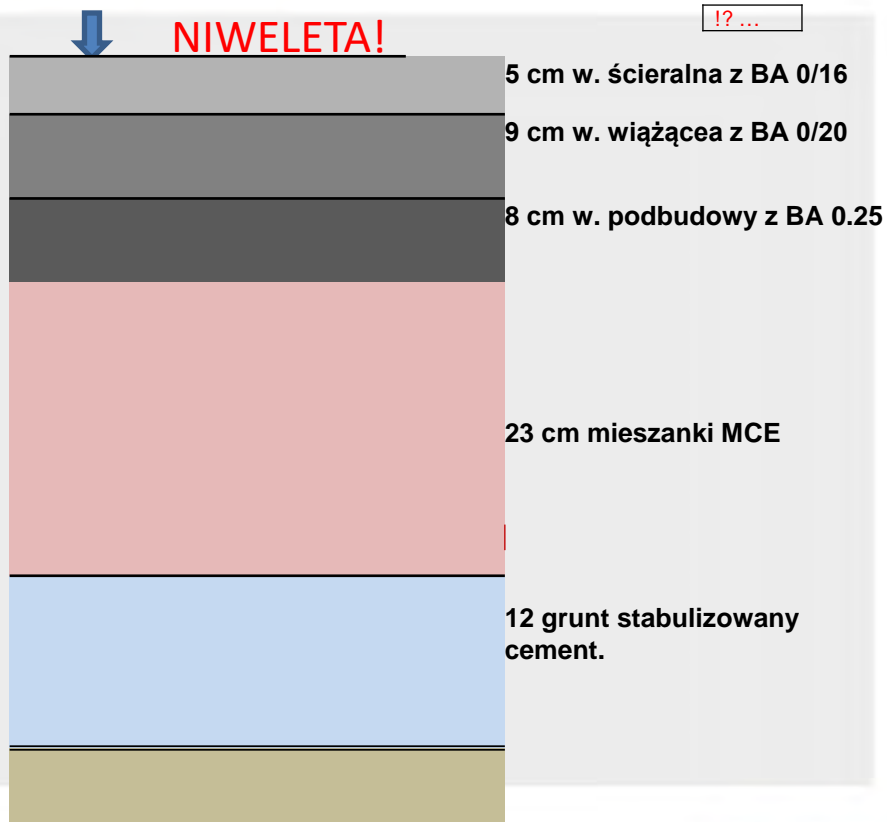 !? ...
NIWELETA!
5 cm w. ścieralna z BA 0/16
9 cm w. wiążącea z BA 0/20
8 cm w. podbudowy z BA 0.25
23 cm mieszanki MCE
12 grunt stabulizowany
cement.